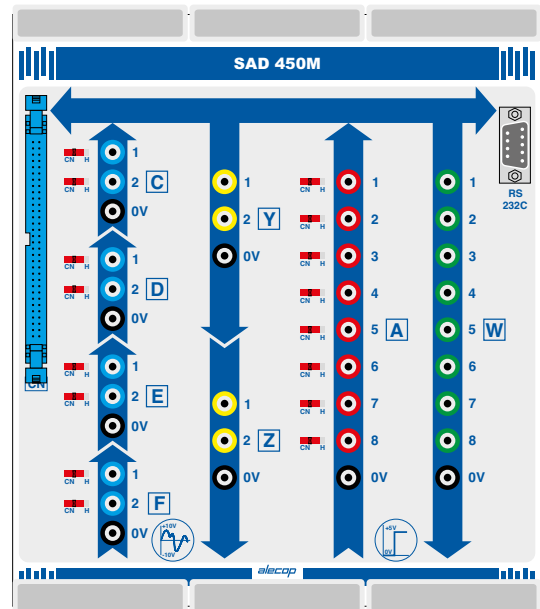 SAD 450M
RS
232C
CN H 1
CN H 2 C
0V
CN H 1
CN H 2 D
0V
CN H 1
CN H 2 E
0V
CN H 1
CN H 2 F
0V
CN
1
2 Y
0V
1
2 Z
0V
+10V
-10V
CN H 1
CN H 2
CN H 3
CN H 4
CN H 5 A
CN H 6
CN H 7
CN H 8
0V
+5V
0V
1
2
3
4
5 W
6
7
8
0V
alecop